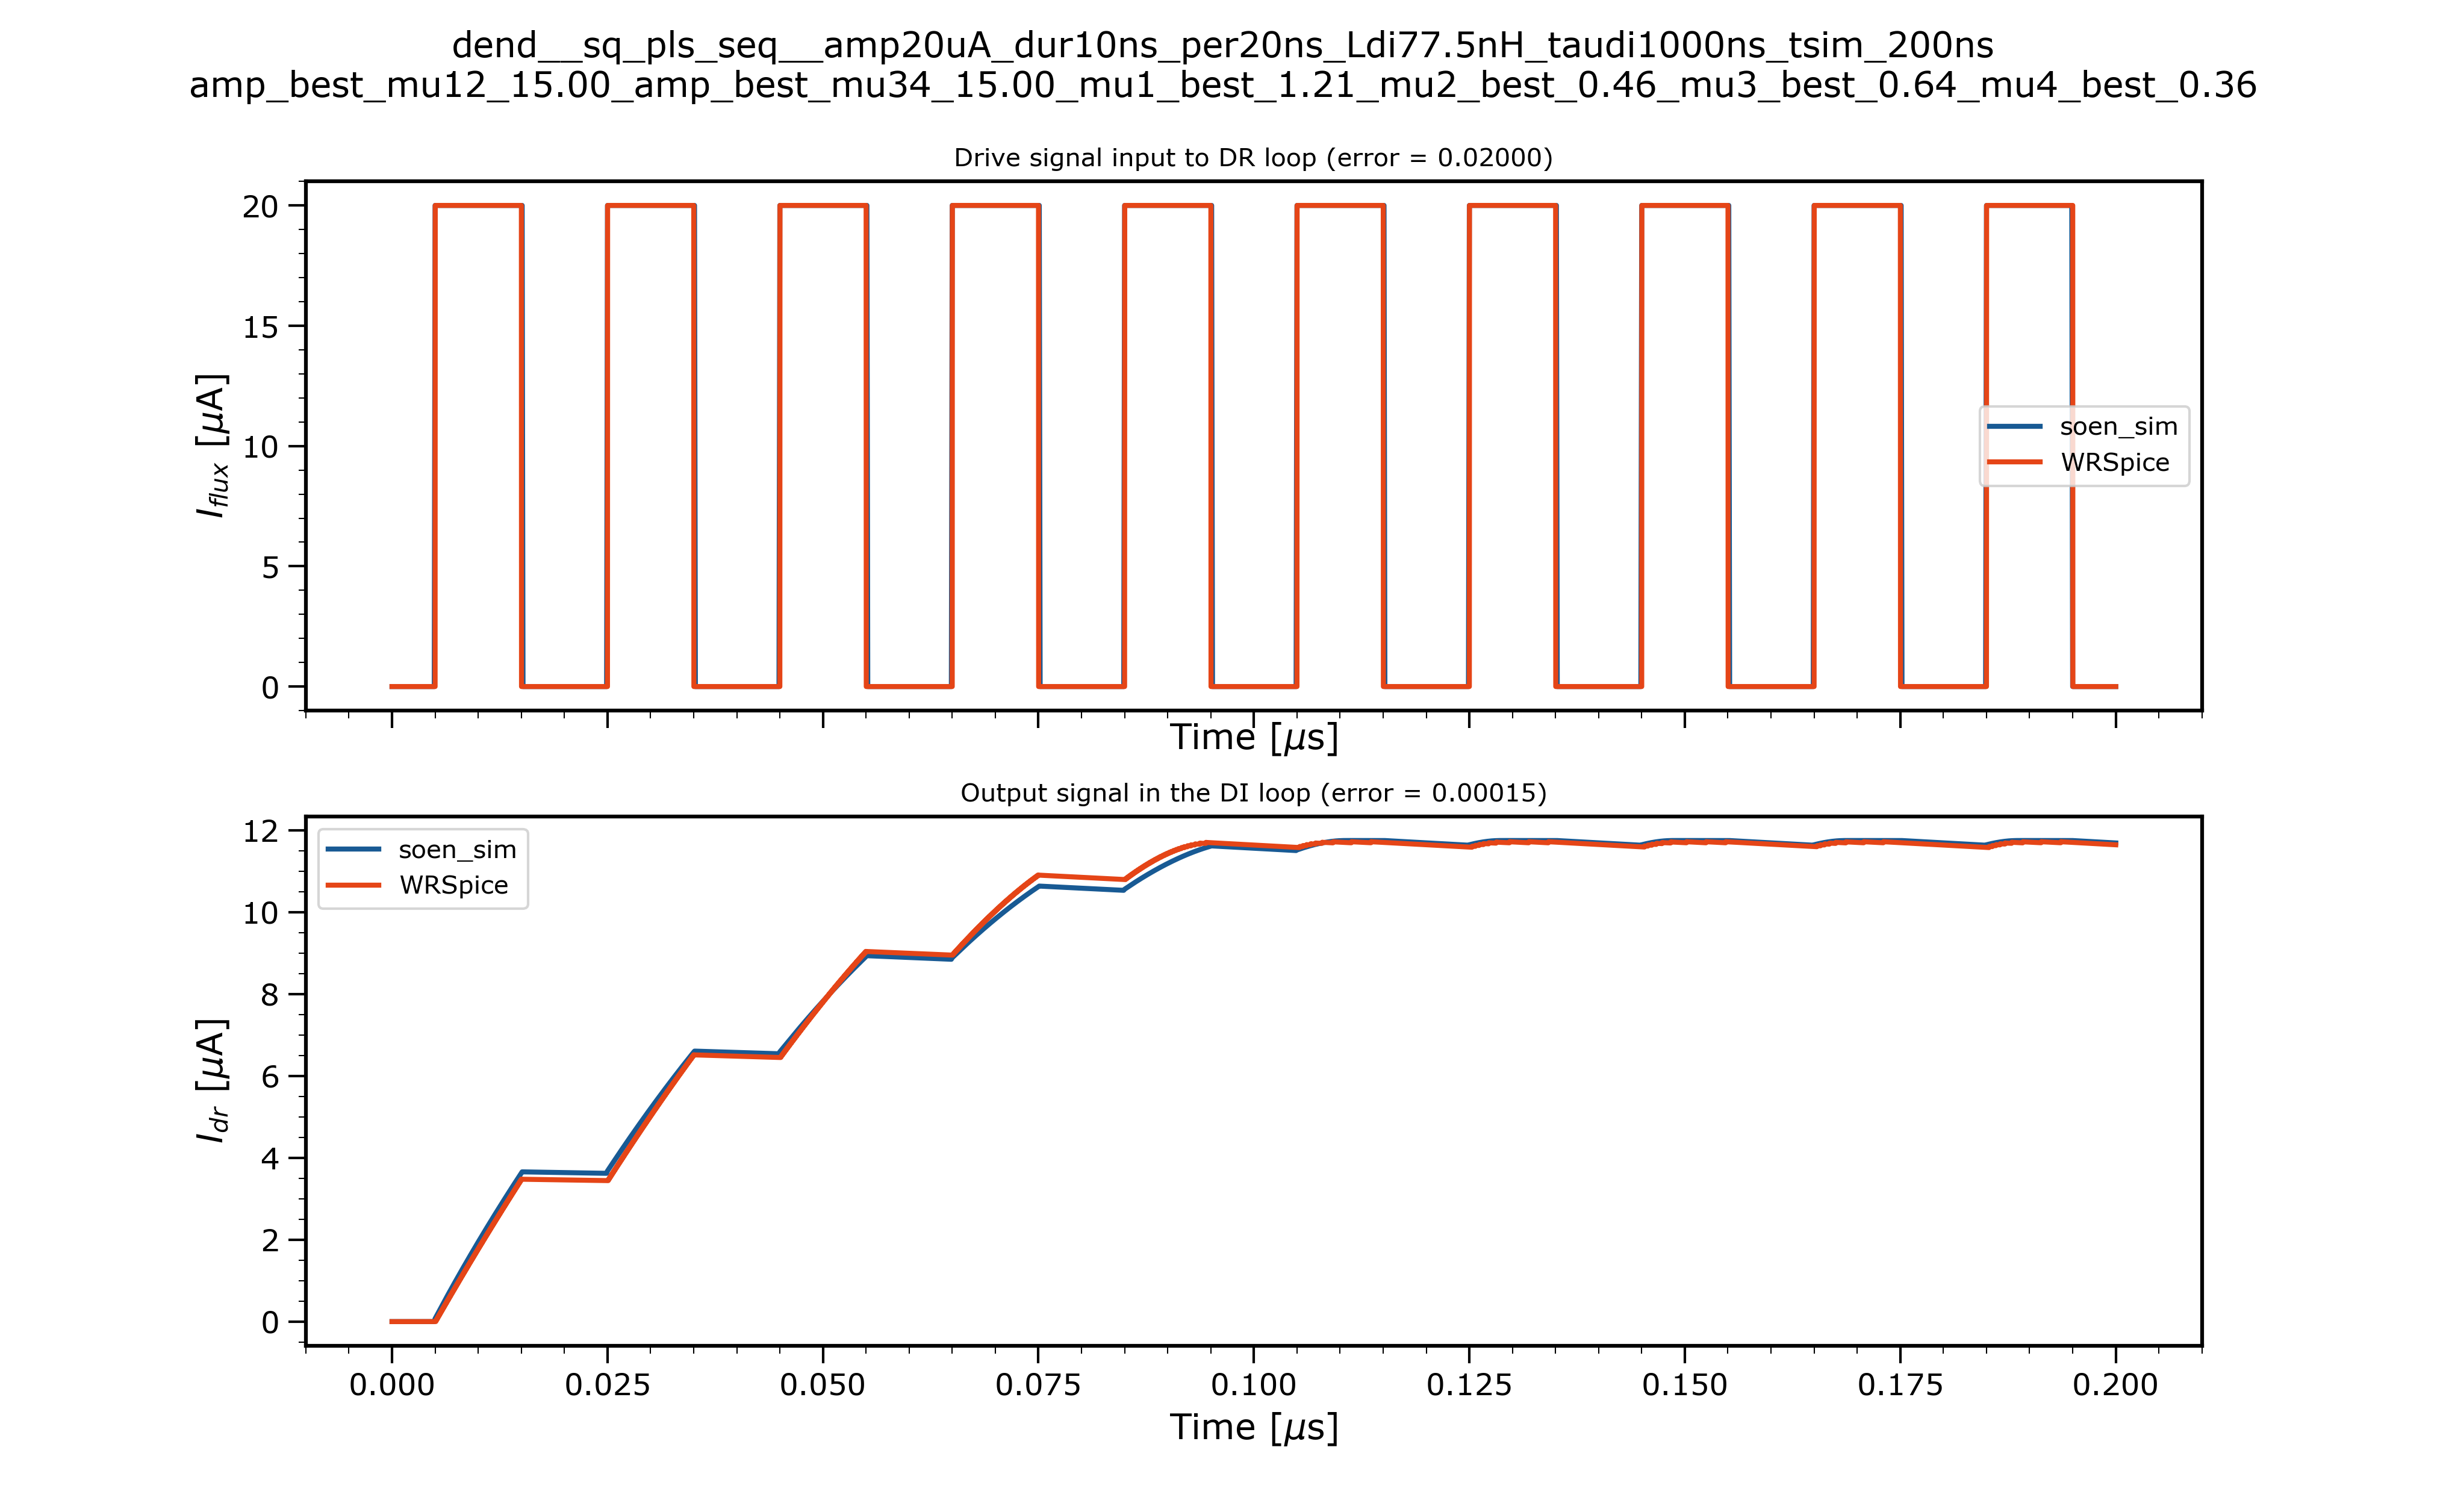 dend__sq_pls_seq__amp20uA_dur10ns_per20ns_Ldi77.5nH_taudi1000ns_tsim_200ns
amp_best_mu12_15.00_amp_best_mu34_15.00_mu1_best_1.21_mu2_best_0.46_mu3_best_0.64_mu4_best_0.36
Drive signal input to DR loop (error = 0.02000)
20
15
10
5
0
I_flux [μA]
soen_sim
WRSpice
Time [μs]
Output signal in the DI loop (error = 0.00015)
12
10
8
6
4
2
0
I_dr [μA]
soen_sim
WRSpice
0.000 0.025 0.050 0.075 0.100 0.125 0.150 0.175 0.200
Time [μs]